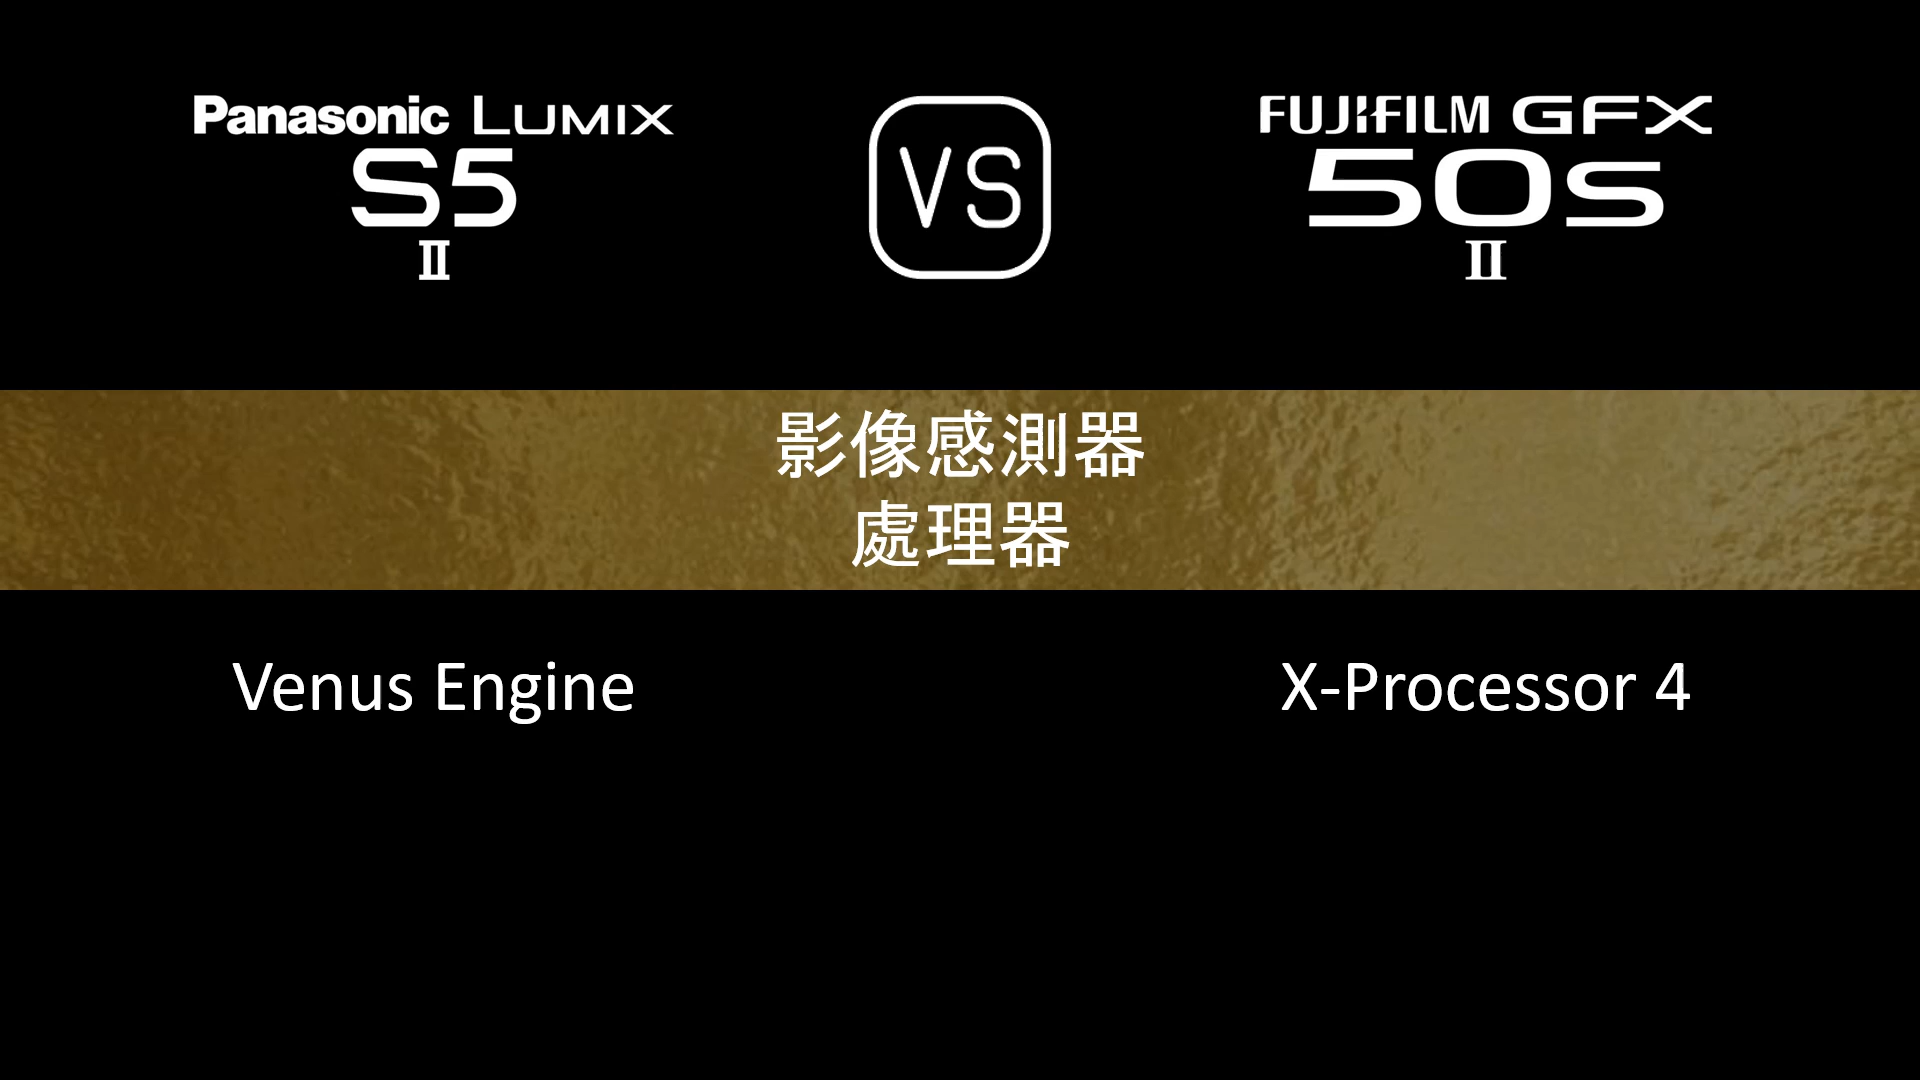 Panasonic LUMIX
S5
II
VS
FUJIFILM GFX
50S
II
影像感測器
處理器
Venus Engine
X-Processor 4